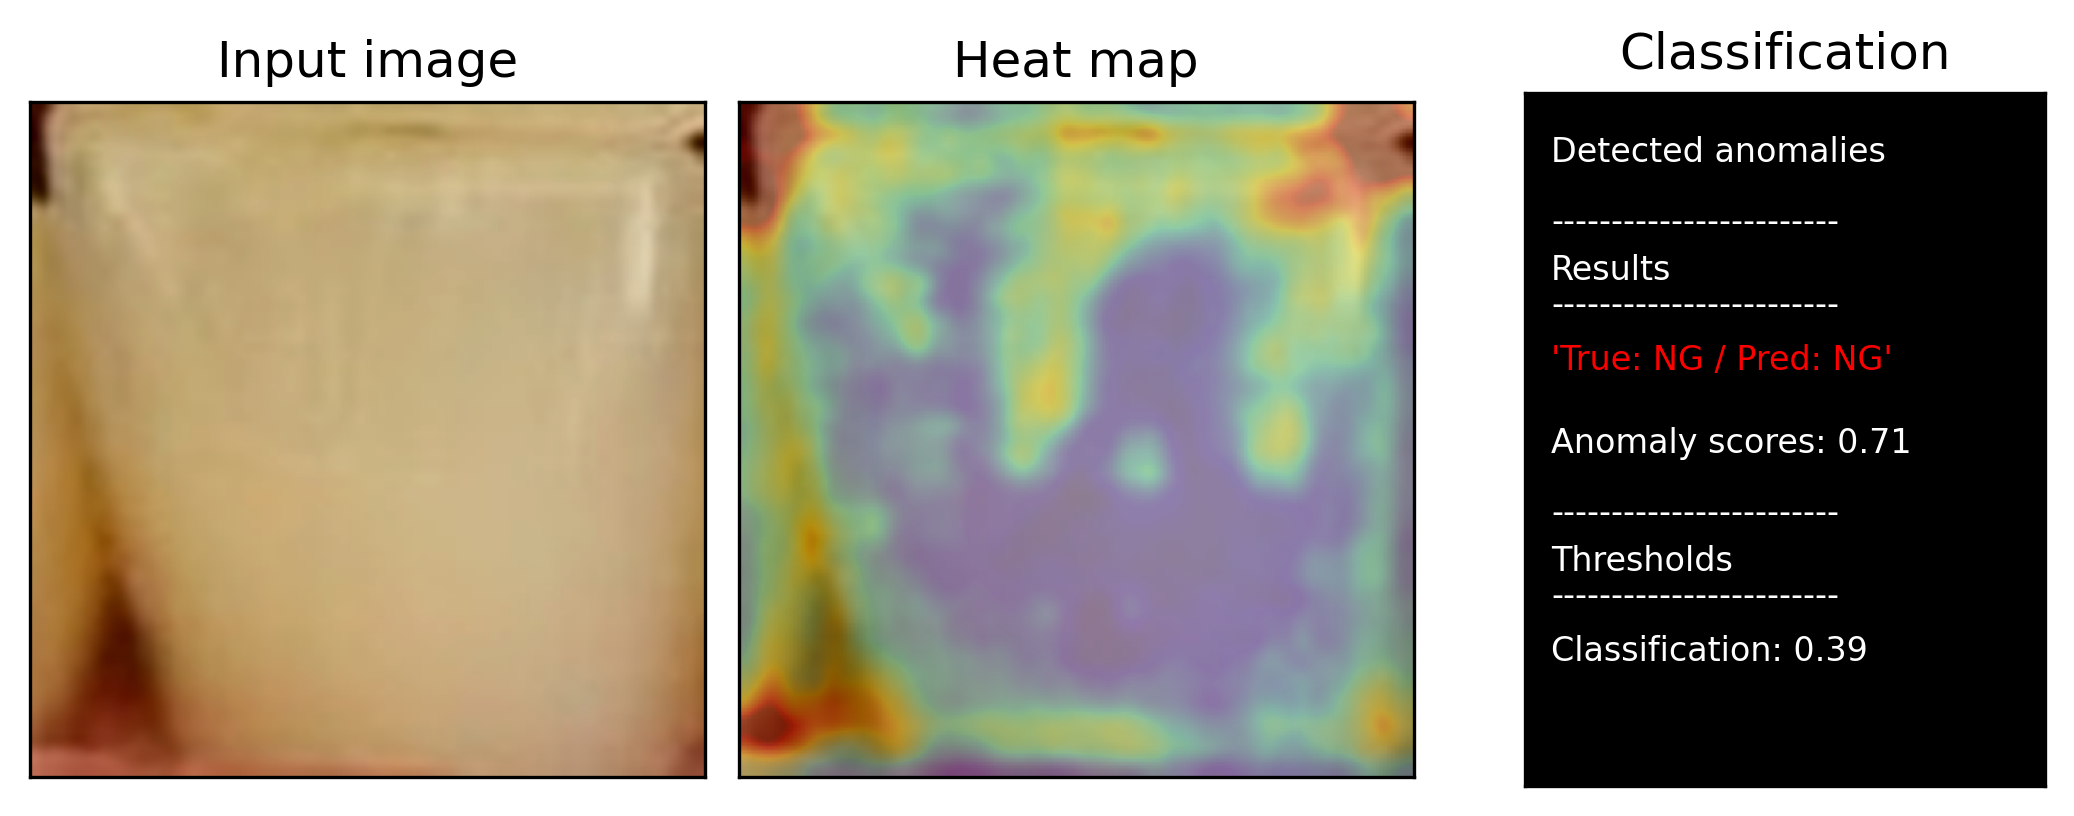 Input image
Heat map
Classification
Detected anomalies
------------------------
Results
------------------------
'True: NG / Pred: NG'
Anomaly scores: 0.71
------------------------
Thresholds
------------------------
Classification: 0.39